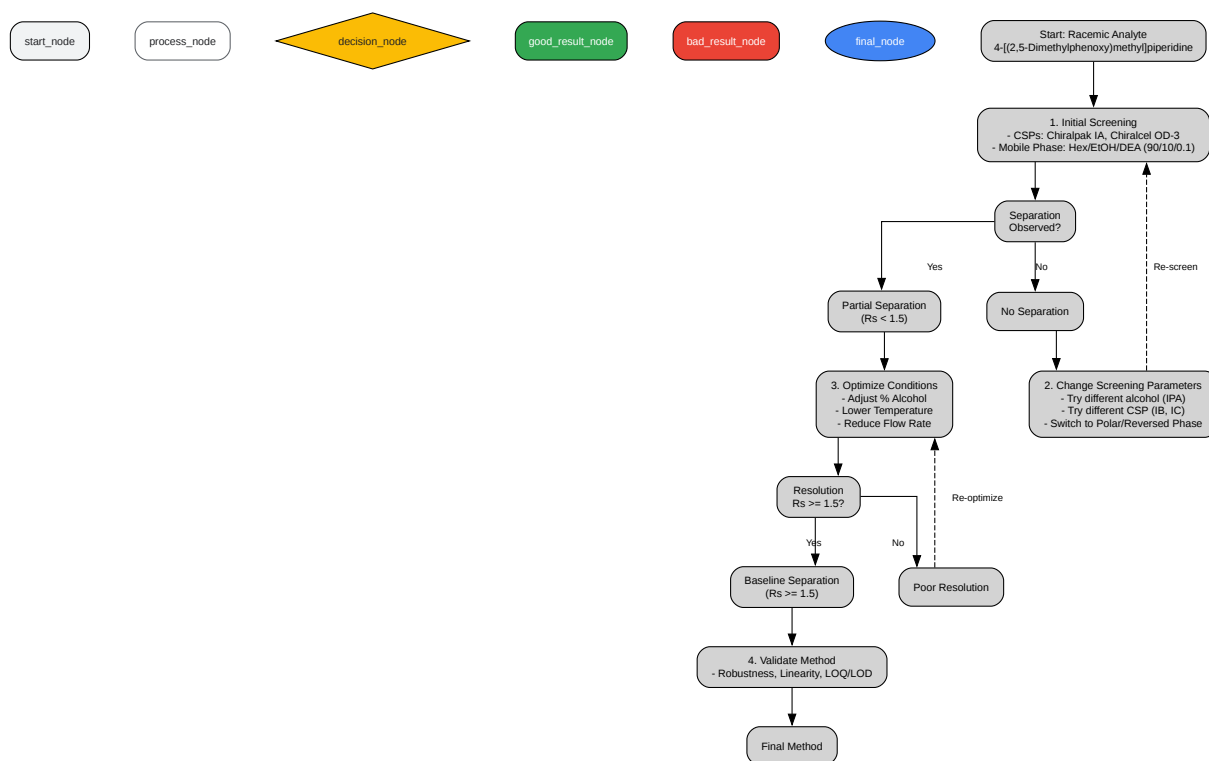 start_node
process_node
decision_node
good_result_node
bad_result_node
final_node
Start: Racemic Analyte
4-[(2,5-Dimethylphenoxy)methyl]piperidine
1. Initial Screening
- CSPs: Chiralpak IA, Chiralcel OD-3
- Mobile Phase: Hex/EtOH/DEA (90/10/0.1)
Separation
Observed?
Yes
No
Re-screen
Partial Separation
(Rs < 1.5)
No Separation
3. Optimize Conditions
- Adjust % Alcohol
- Lower Temperature
- Reduce Flow Rate
2. Change Screening Parameters
- Try different alcohol (IPA)
- Try different CSP (IB, IC)
- Switch to Polar/Reversed Phase
Resolution
Rs >= 1.5?
Re-optimize
Yes
No
Baseline Separation
(Rs >= 1.5)
Poor Resolution
4. Validate Method
- Robustness, Linearity, LOQ/LOD
Final Method